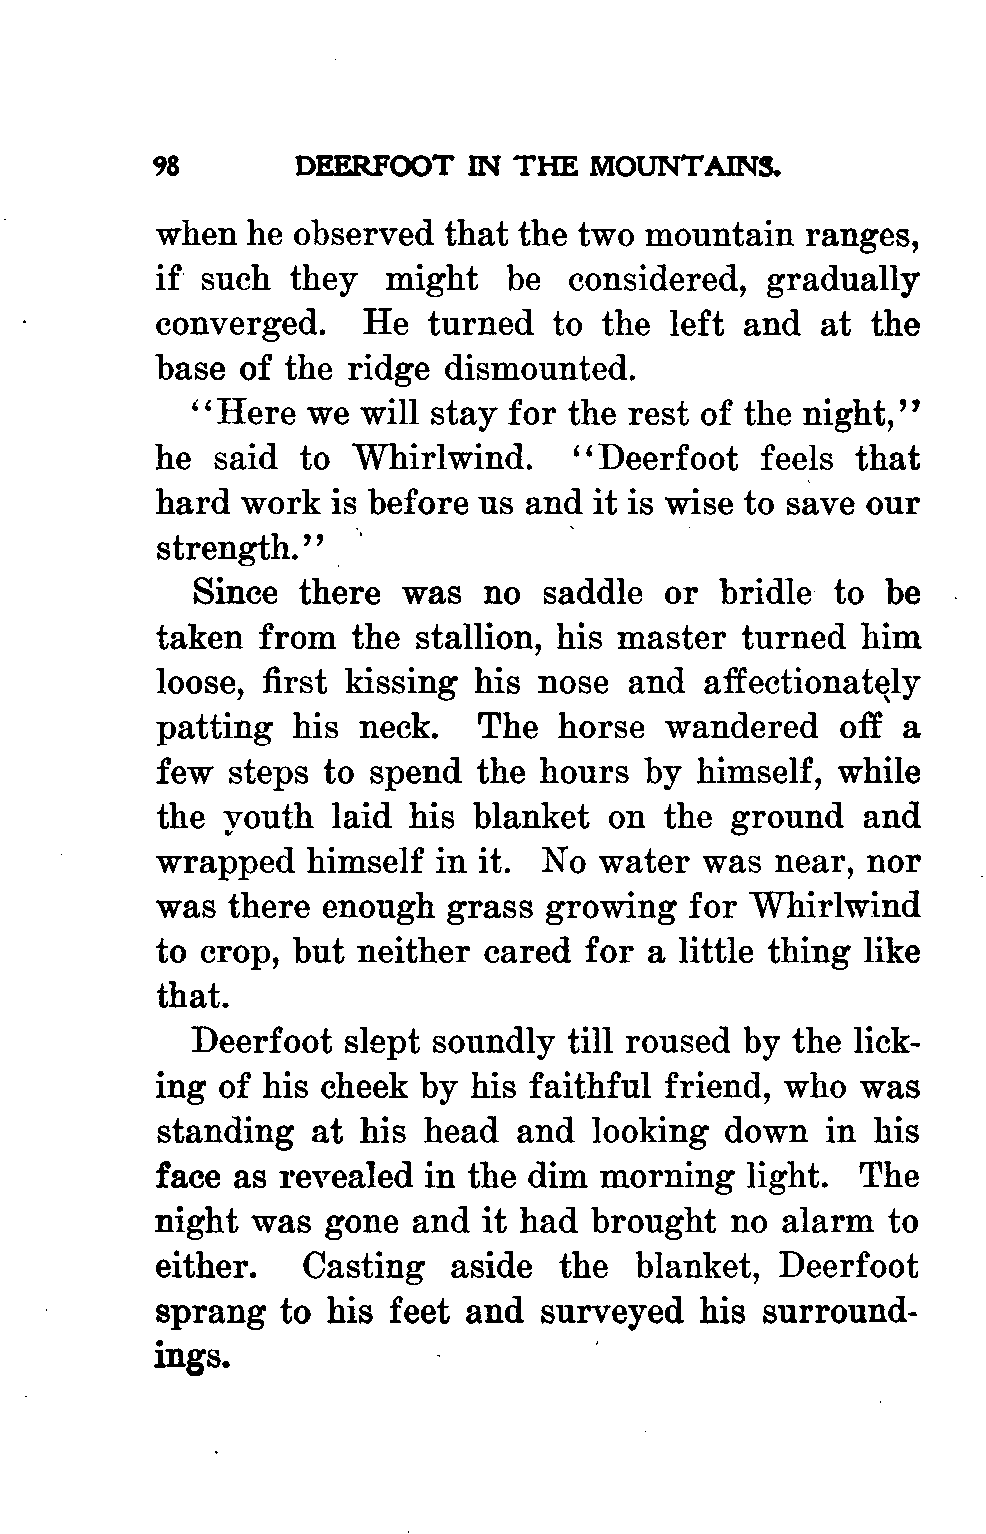 98 DEERFOOT IN THE MOUNTAINS.
when he observed that the two mountain ranges,
if such they might be considered, gradually
converged. He turned to the left and at the
base of the ridge dismounted.
“Here we will stay for the rest of the night,”
he said to Whirlwind. “Deerfoot feels that
hard work is before us and it is wise to save our
strength.”
Since there was no saddle or bridle to be
taken from the stallion, his master turned him
loose, first kissing his nose and affectionately
patting his neck. The horse wandered off a
few steps to spend the hours by himself, while
the youth laid his blanket on the ground and
wrapped himself in it. No water was near, nor
was there enough grass growing for Whirlwind
to crop, but neither cared for a little thing like
that.
Deerfoot slept soundly till roused by the lick-
ing of his cheek by his faithful friend, who was
standing at his head and looking down in his
face as revealed in the dim morning light. The
night was gone and it had brought no alarm to
either. Casting aside the blanket, Deerfoot
sprang to his feet and surveyed his surround-
ings.